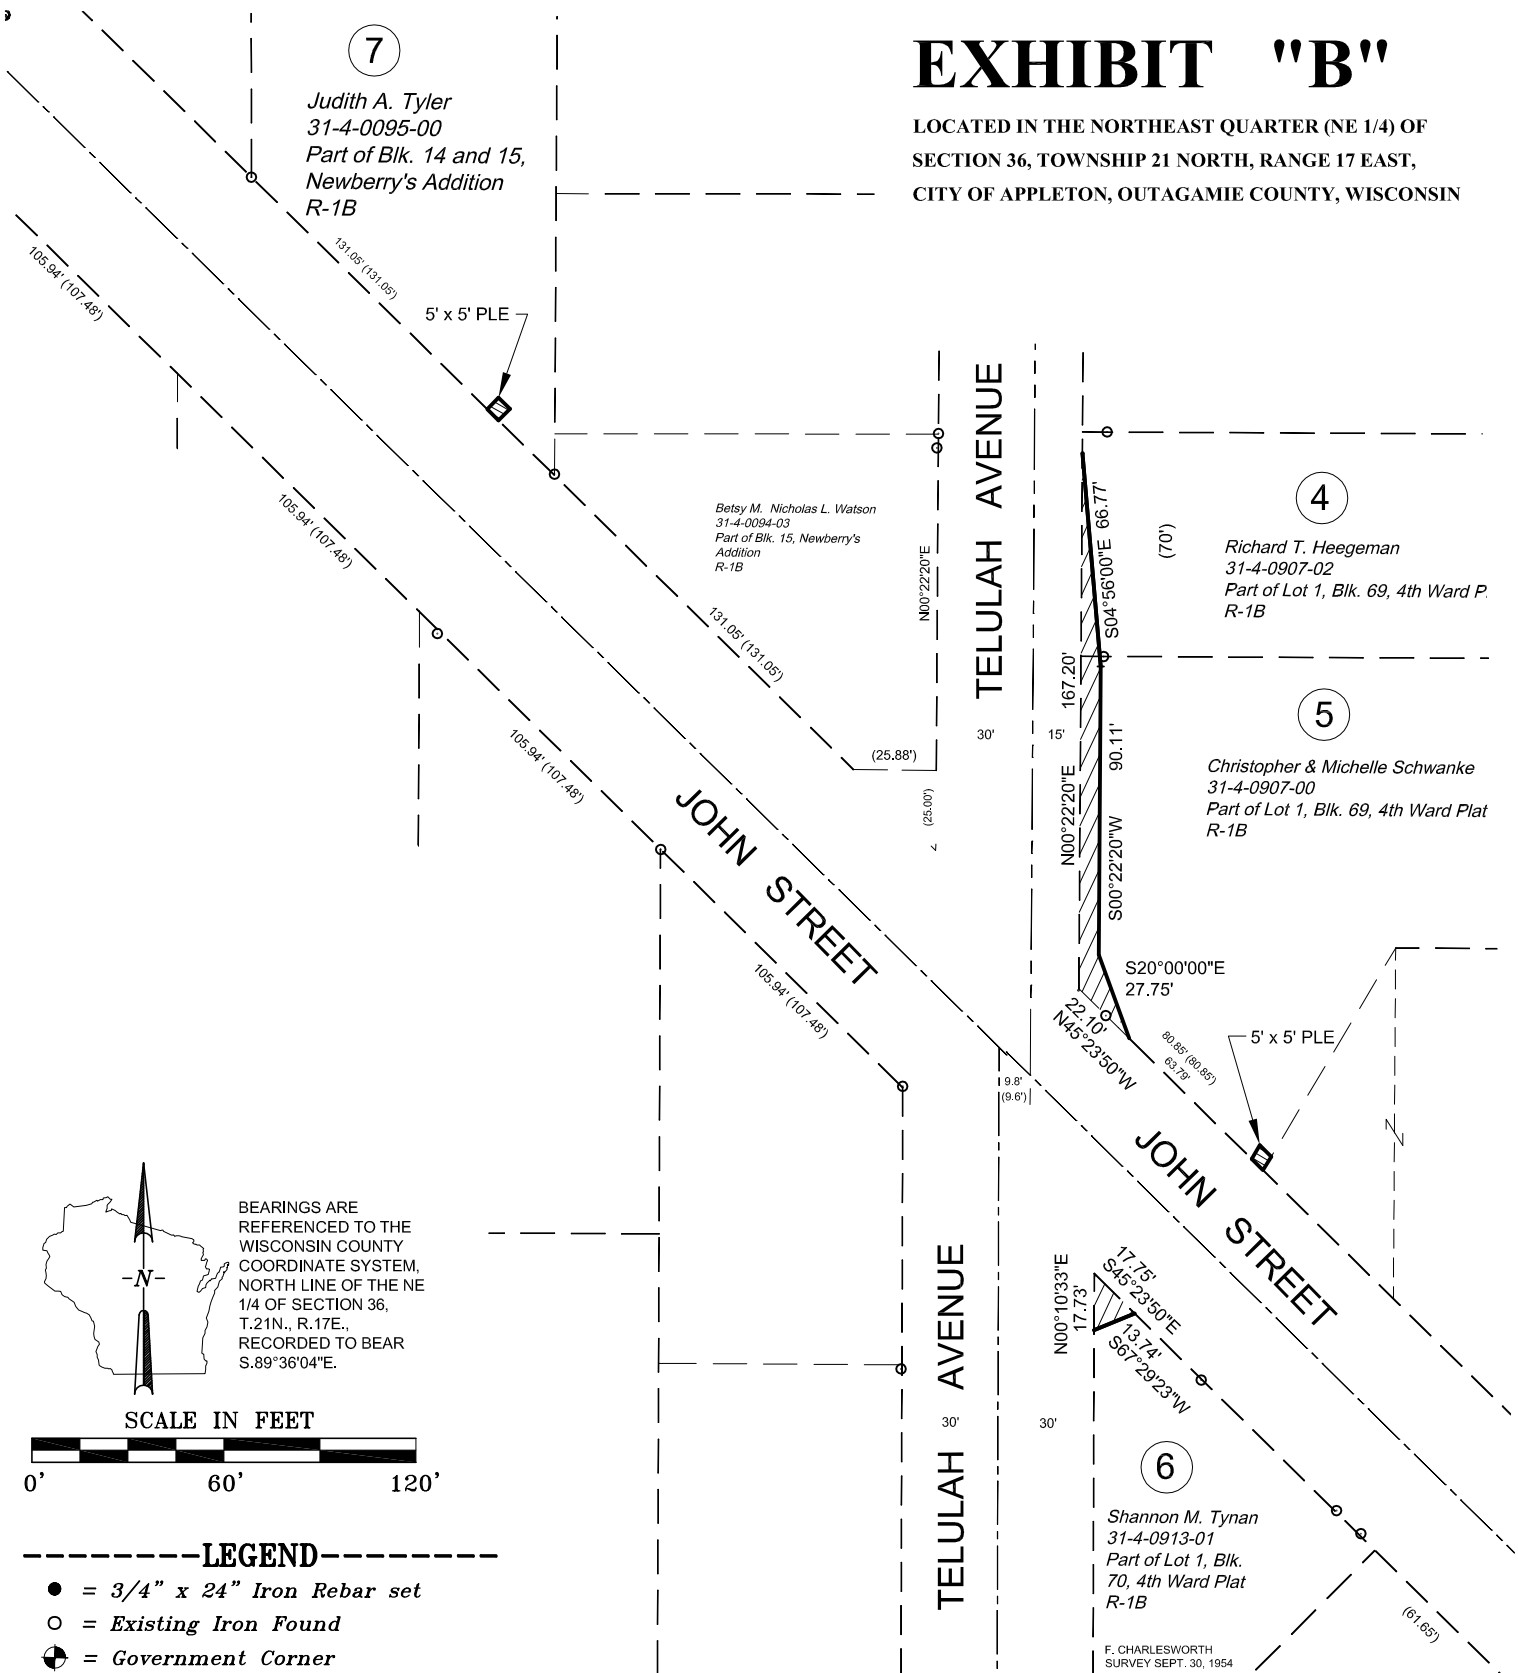 EXHIBIT "B"
LOCATED IN THE NORTHEAST QUARTER (NE 1/4) OF
SECTION 36, TOWNSHIP 21 NORTH, RANGE 17 EAST,
CITY OF APPLETON, OUTAGAMIE COUNTY, WISCONSIN
7
Judith A. Tyler
31-4-0095-00
Part of Blk. 14 and 15,
Newberry's Addition
R-1B
131.05' (131.05')
105.94' (107.48')
5' x 5' PLE
105.94' (107.48')
Betsy M. Nicholas L. Watson
31-4-0094-03
Part of Blk. 15, Newberry's
Addition
R-1B
N00°22'20"E
TELULAH AVENUE
S04°56'00"E 66.77'
(70')
4
Richard T. Heegeman
31-4-0907-02
Part of Lot 1, Blk. 69, 4th Ward P.
R-1B
131.05' (131.05')
105.94' (107.48')
(25.88')
(25.00')
30'
15'
N00°22'20"E 167.20'
S00°22'20"W 90.11'
5
Christopher & Michelle Schwanke
31-4-0907-00
Part of Lot 1, Blk. 69, 4th Ward Plat
R-1B
JOHN STREET
105.94' (107.48')
S20°00'00"E
27.75'
22.10'
N45°23'50"W
80.85' (80.85')
63.79'
5' x 5' PLE
9.8'
(9.6')
JOHN STREET
BEARINGS ARE
REFERENCED TO THE
WISCONSIN COUNTY
COORDINATE SYSTEM,
NORTH LINE OF THE NE
1/4 OF SECTION 36,
T.21N., R.17E.,
RECORDED TO BEAR
S.89°36'04"E.
-N-
SCALE IN FEET
0' 60' 120'
TELULAH AVENUE
30'
30'
N00°10'33"E
17.73'
17.75'
S45°23'50"E
13.74'
S67°29'23"W
6
Shannon M. Tynan
31-4-0913-01
Part of Lot 1, Blk.
70, 4th Ward Plat
R-1B
(61.65')
F. CHARLESWORTH
SURVEY SEPT. 30, 1954
LEGEND
= 3/4" x 24" Iron Rebar set
= Existing Iron Found
= Government Corner